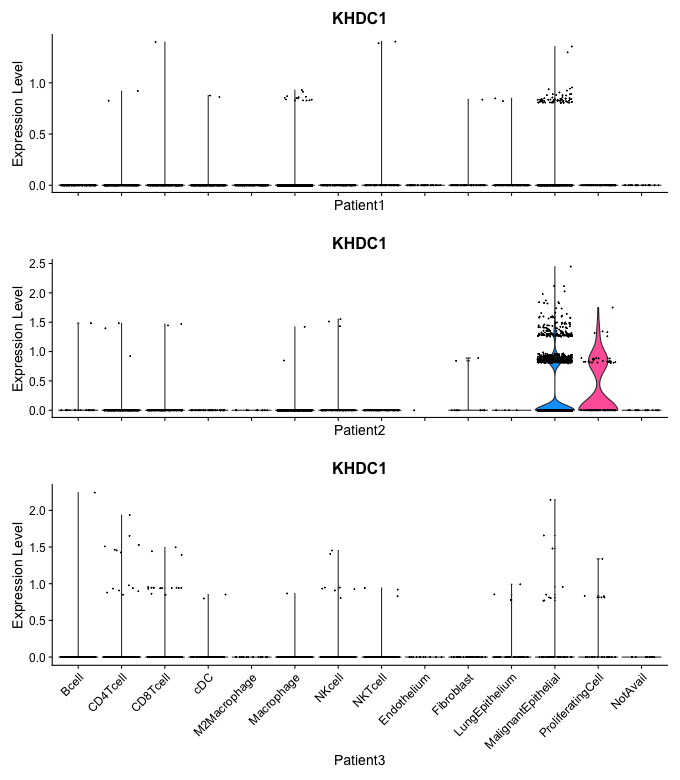 KHDC1
Expression Level
1.0
0.5
0.0
Patient1
KHDC1
Expression Level
2.5
2.0
1.5
1.0
0.5
0.0
Patient2
KHDC1
Expression Level
2.0
1.5
1.0
0.5
0.0
Bcell
CD4Tcell
CD8Tcell
cDC
M2Macrophage
Macrophage
NKcell
NKTcell
Endothelium
Fibroblast
LungEpithelium
MalignantEpithelial
ProliferatingCell
NotAvail
Patient3